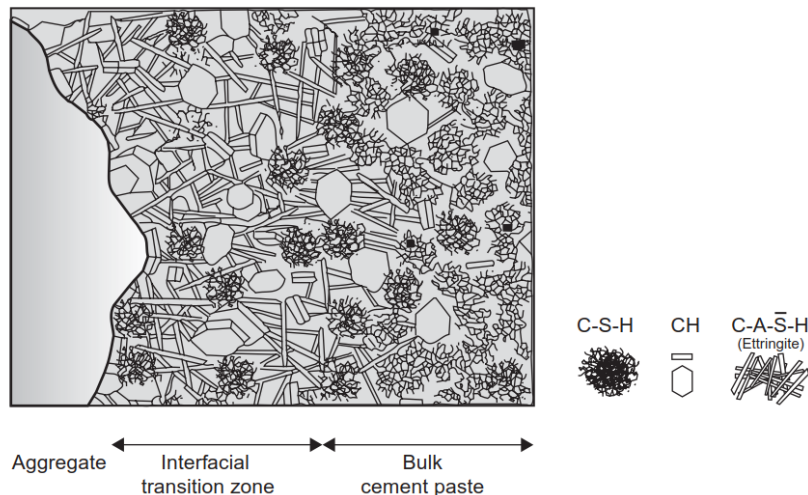 C-S-H
CH
C-A-S̅-H
(Ettringite)
Aggregate
Interfacial
transition zone
Bulk
cement paste